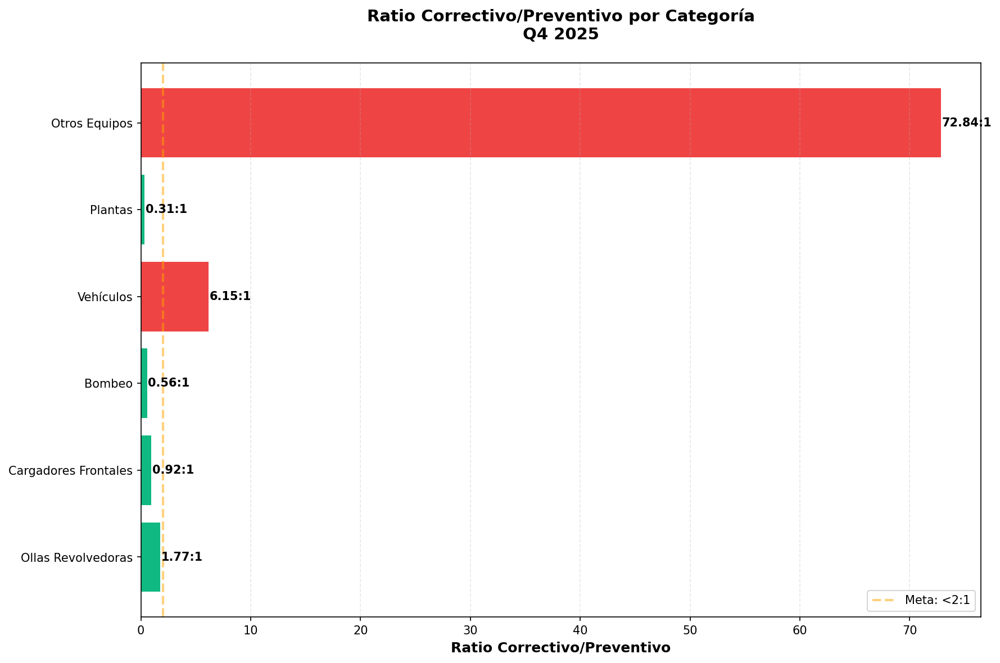 Ratio Correctivo/Preventivo por Categoría
Q4 2025
Otros Equipos
72.84:1
Plantas
0.31:1
Vehículos
6.15:1
Bombeo
0.56:1
Cargadores Frontales
0.92:1
Ollas Revolvedoras
1.77:1
Meta: <2:1
0 10 20 30 40 50 60 70
Ratio Correctivo/Preventivo